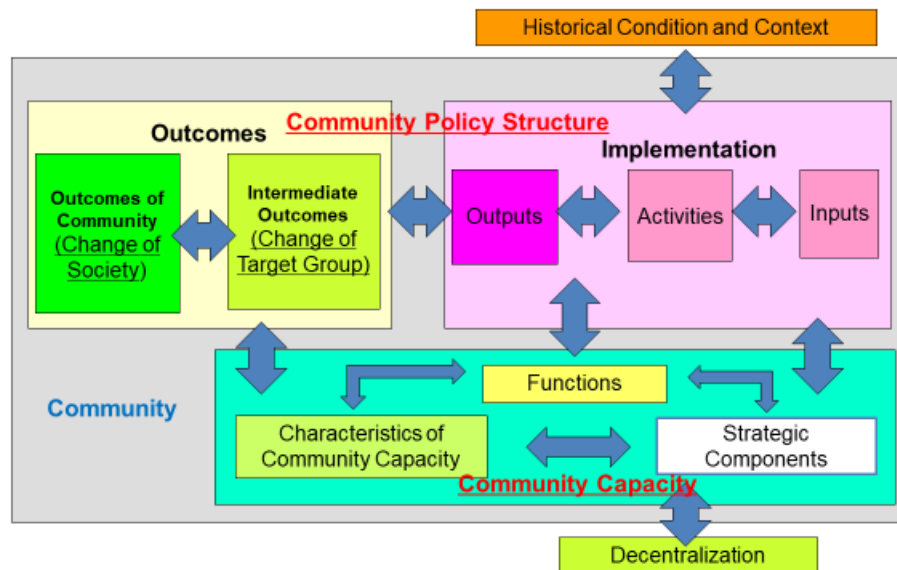 Historical Condition and Context
Community Policy Structure
Outcomes
Implementation
Outcomes of
Community
(Change of
Society)
Intermediate
Outcomes
(Change of
Target Group)
Outputs
Activities
Inputs
Community
Functions
Characteristics of
Community Capacity
Strategic
Components
Community Capacity
Decentralization